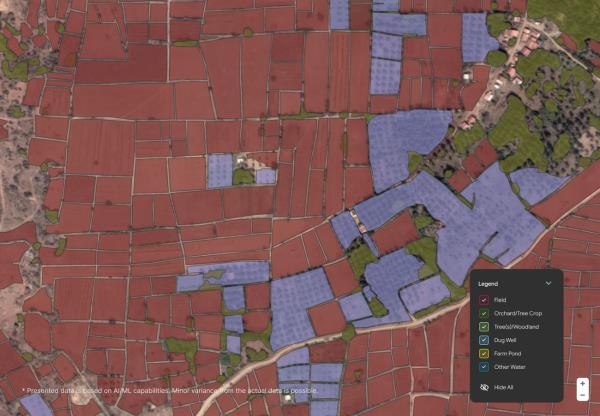 Legend
Field
Orchard/Tree Crop
Tree(s)/Woodland
Dug Well
Farm Pond
Other Water
Hide All
* Presented data is based on AI/ML capabilities. Minor variance from the actual data is possible.
+
−